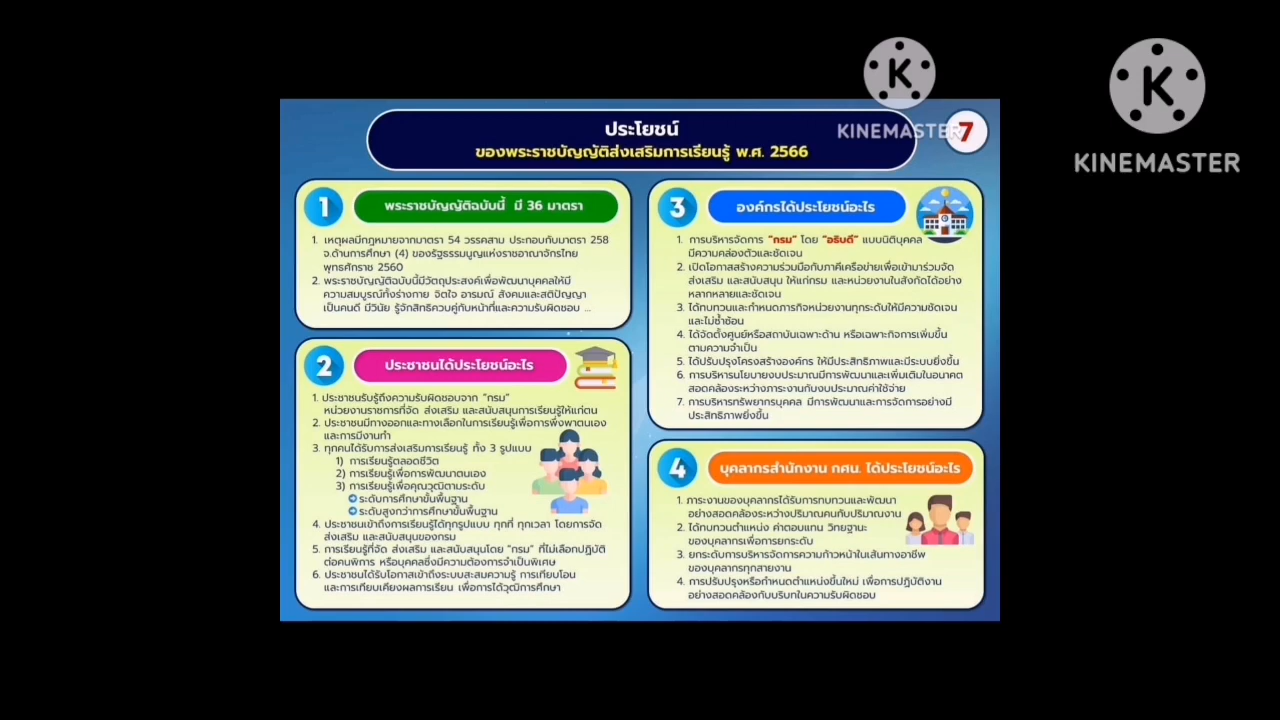 ประโยชน์
ของพระราชบัญญัติส่งเสริมการเรียนรู้ พ.ศ. 2566
7
KINEMASTER
KINEMASTER
1
พระราชบัญญัติฉบับนี้ มี 36 มาตรา
1. เหตุผลมีกฎหมายจากมาตรา 54 วรรคสาม ประกอบกับมาตรา 258
จ.ด้านการศึกษา (4) ของรัฐธรรมนูญแห่งราชอาณาจักรไทย
พุทธศักราช 2560
2. พระราชบัญญัติฉบับนี้มีวัตถุประสงค์เพื่อพัฒนาบุคคลให้มี
ความสมบูรณ์ทั้งร่างกาย จิตใจ อารมณ์ สังคมและสติปัญญา
เป็นคนดี มีวินัย รู้จักสิทธิควบคู่กับหน้าที่และความรับผิดชอบ ...
2
ประชาชนได้ประโยชน์อะไร
1. ประชาชนรับรู้ถึงความรับผิดชอบจาก "กรม"
หน่วยงานราชการที่จัด ส่งเสริม และสนับสนุนการเรียนรู้ให้แก่ตน
2. ประชาชนมีทางออกและทางเลือกในการเรียนรู้เพื่อการพึ่งพาตนเอง
และการมีงานทำ
3. ทุกคนได้รับการส่งเสริมการเรียนรู้ ทั้ง 3 รูปแบบ
1) การเรียนรู้ตลอดชีวิต
2) การเรียนรู้เพื่อการพัฒนาตนเอง
3) การเรียนรู้เพื่อคุณวุฒิตามระดับ
ระดับการศึกษาขั้นพื้นฐาน
ระดับสูงกว่าการศึกษาขั้นพื้นฐาน
4. ประชาชนเข้าถึงการเรียนรู้ได้ทุกรูปแบบ ทุกที่ ทุกเวลา โดยการจัด
ส่งเสริม และสนับสนุนของกรม
5. การเรียนรู้ที่จัด ส่งเสริม และสนับสนุนโดย "กรม" ที่ไม่เลือกปฏิบัติ
ต่อคนพิการ หรือบุคคลซึ่งมีความต้องการจำเป็นพิเศษ
6. ประชาชนได้รับโอกาสเข้าถึงระบบสะสมความรู้ การเทียบโอน
และการเทียบเคียงผลการเรียน เพื่อการได้วุฒิการศึกษา
3
องค์กรได้ประโยชน์อะไร
1. การบริหารจัดการ "กรม" โดย "อธิบดี" แบบนิติบุคคล
มีความคล่องตัวและชัดเจน
2. เปิดโอกาสสร้างความร่วมมือกับภาคีเครือข่ายเพื่อเข้ามาร่วมจัด
ส่งเสริม และสนับสนุน ให้แก่กรม และหน่วยงานในสังกัดได้อย่าง
หลากหลายและชัดเจน
3. ได้ทบทวนและกำหนดภารกิจหน่วยงานทุกระดับให้มีความชัดเจน
และไม่ซ้ำซ้อน
4. ได้จัดตั้งศูนย์หรือสถาบันเฉพาะด้าน หรือเฉพาะกิจการเพิ่มขึ้น
ตามความจำเป็น
5. ได้ปรับปรุงโครงสร้างองค์กร ให้มีประสิทธิภาพและมีระบบยิ่งขึ้น
6. การบริหารนโยบายงบประมาณมีการพัฒนาและเพิ่มเติมในอนาคต
สอดคล้องระหว่างภาระงานกับงบประมาณค่าใช้จ่าย
7. การบริหารทรัพยากรบุคคล มีการพัฒนาและการจัดการอย่างมี
ประสิทธิภาพยิ่งขึ้น
4
บุคลากรสำนักงาน กศน. ได้ประโยชน์อะไร
1. ภาระงานของบุคลากรได้รับการทบทวนและพัฒนา
อย่างสอดคล้องระหว่างปริมาณคนกับปริมาณงาน
2. ได้ทบทวนตำแหน่ง ค่าตอบแทน วิทยฐานะ
ของบุคลากรเพื่อการยกระดับ
3. ยกระดับการบริหารจัดการความก้าวหน้าในเส้นทางอาชีพ
ของบุคลากรทุกสายงาน
4. การปรับปรุงหรือกำหนดตำแหน่งขึ้นใหม่ เพื่อการปฏิบัติงาน
อย่างสอดคล้องกับบริบทในความรับผิดชอบ